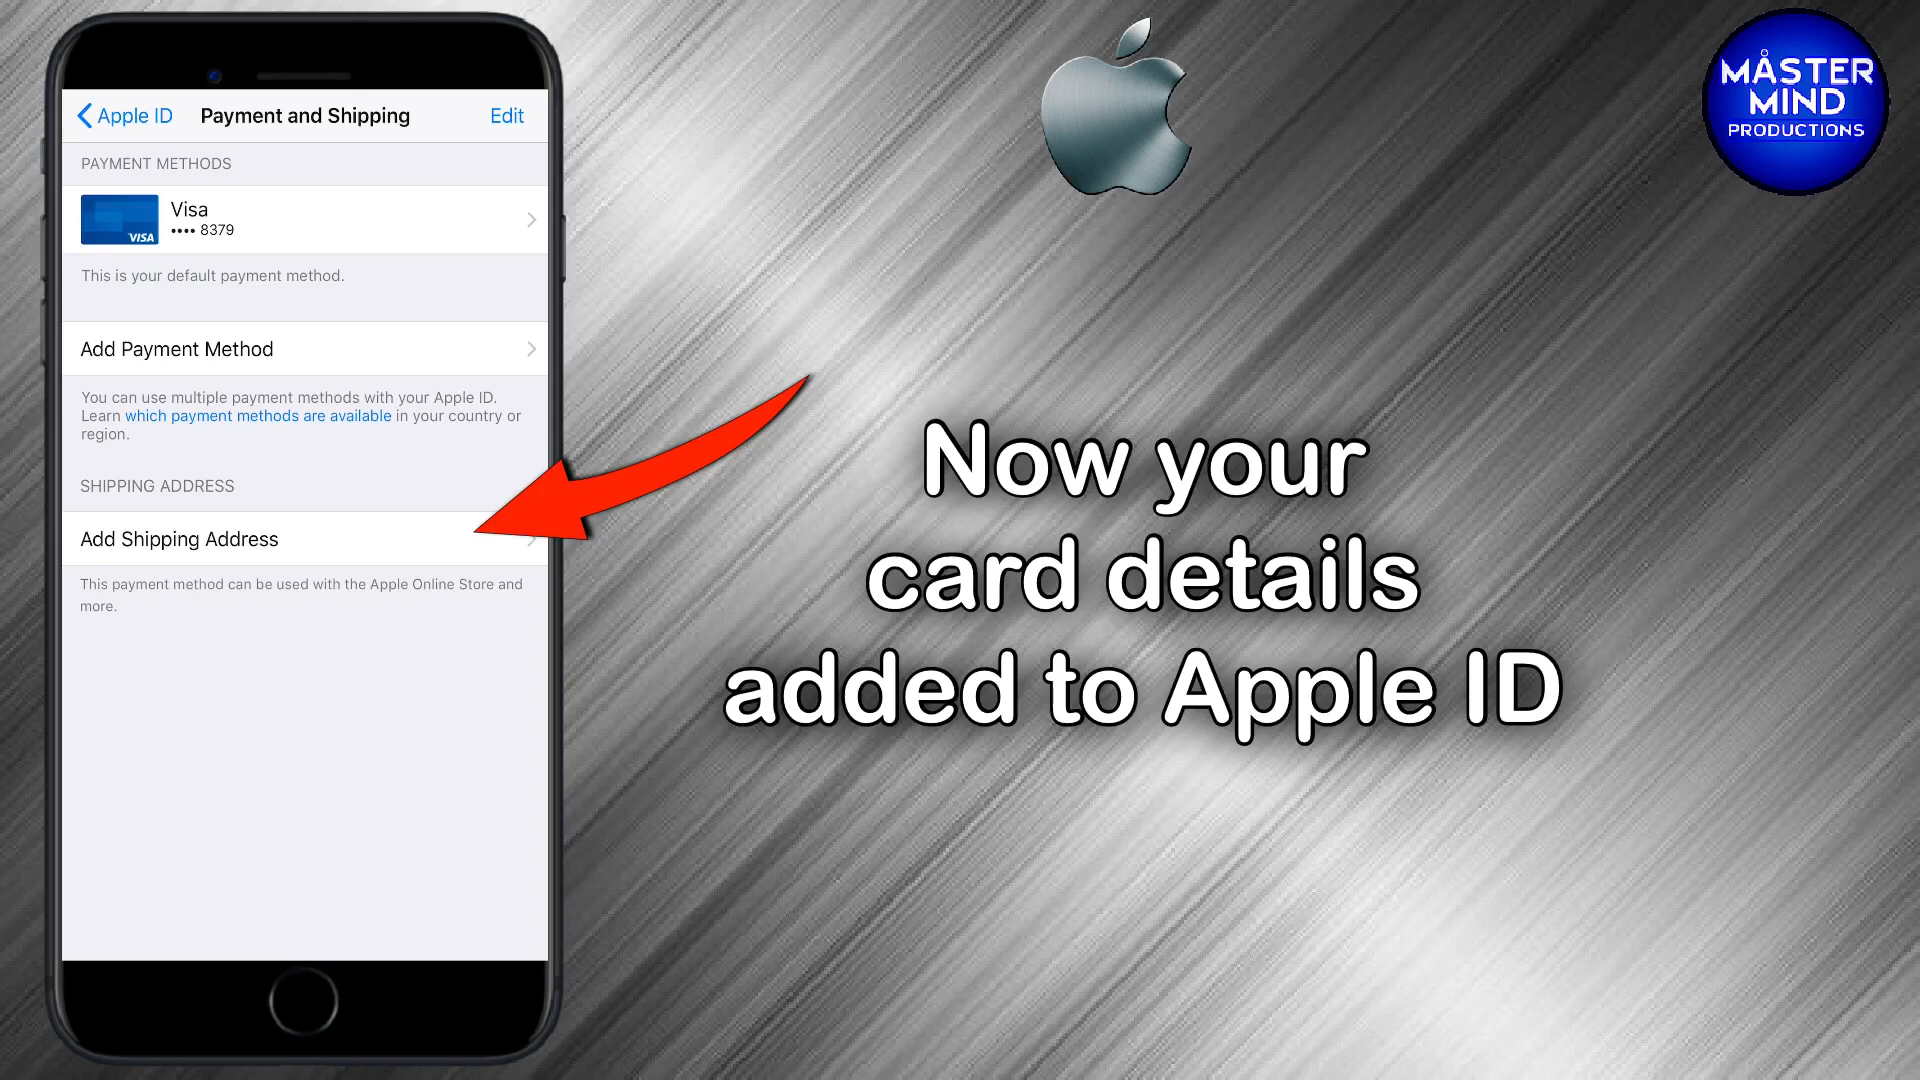 Apple ID Payment and Shipping Edit
PAYMENT METHODS
VISA
Visa
•••• 8379
This is your default payment method.
Add Payment Method
You can use multiple payment methods with your Apple ID.
Learn which payment methods are available in your country or
region.
SHIPPING ADDRESS
Add Shipping Address
This payment method can be used with the Apple Online Store and
more.
MÅSTER
MIND
PRODUCTIONS
Now your
card details
added to Apple ID